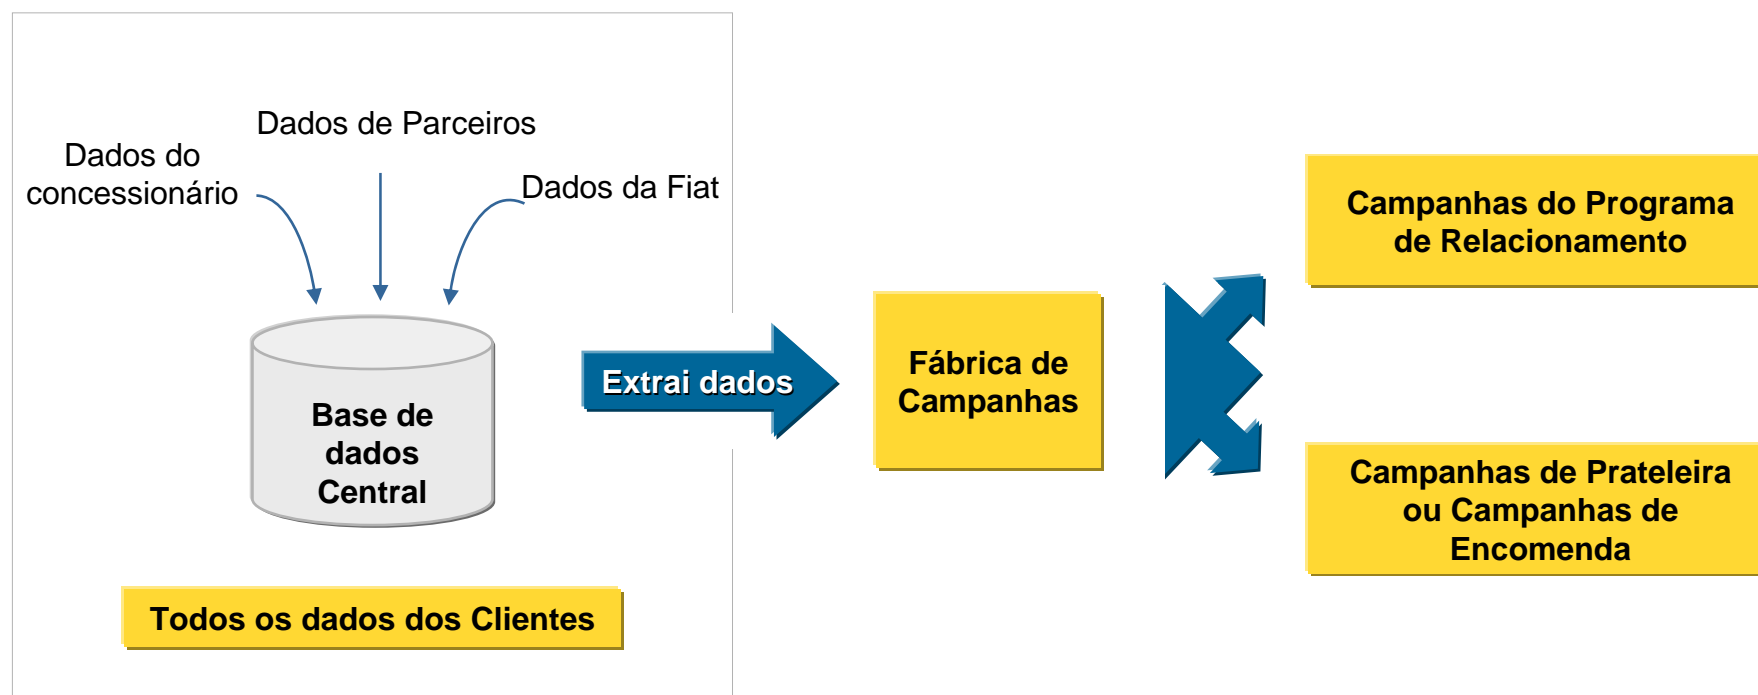 Dados de Parceiros
Dados do
concessionário
Dados da Fiat
Base de
dados
Central
Todos os dados dos Clientes
Extrai dados
Fábrica de
Campanhas
Campanhas do Programa
de Relacionamento
Campanhas de Prateleira
ou Campanhas de
Encomenda